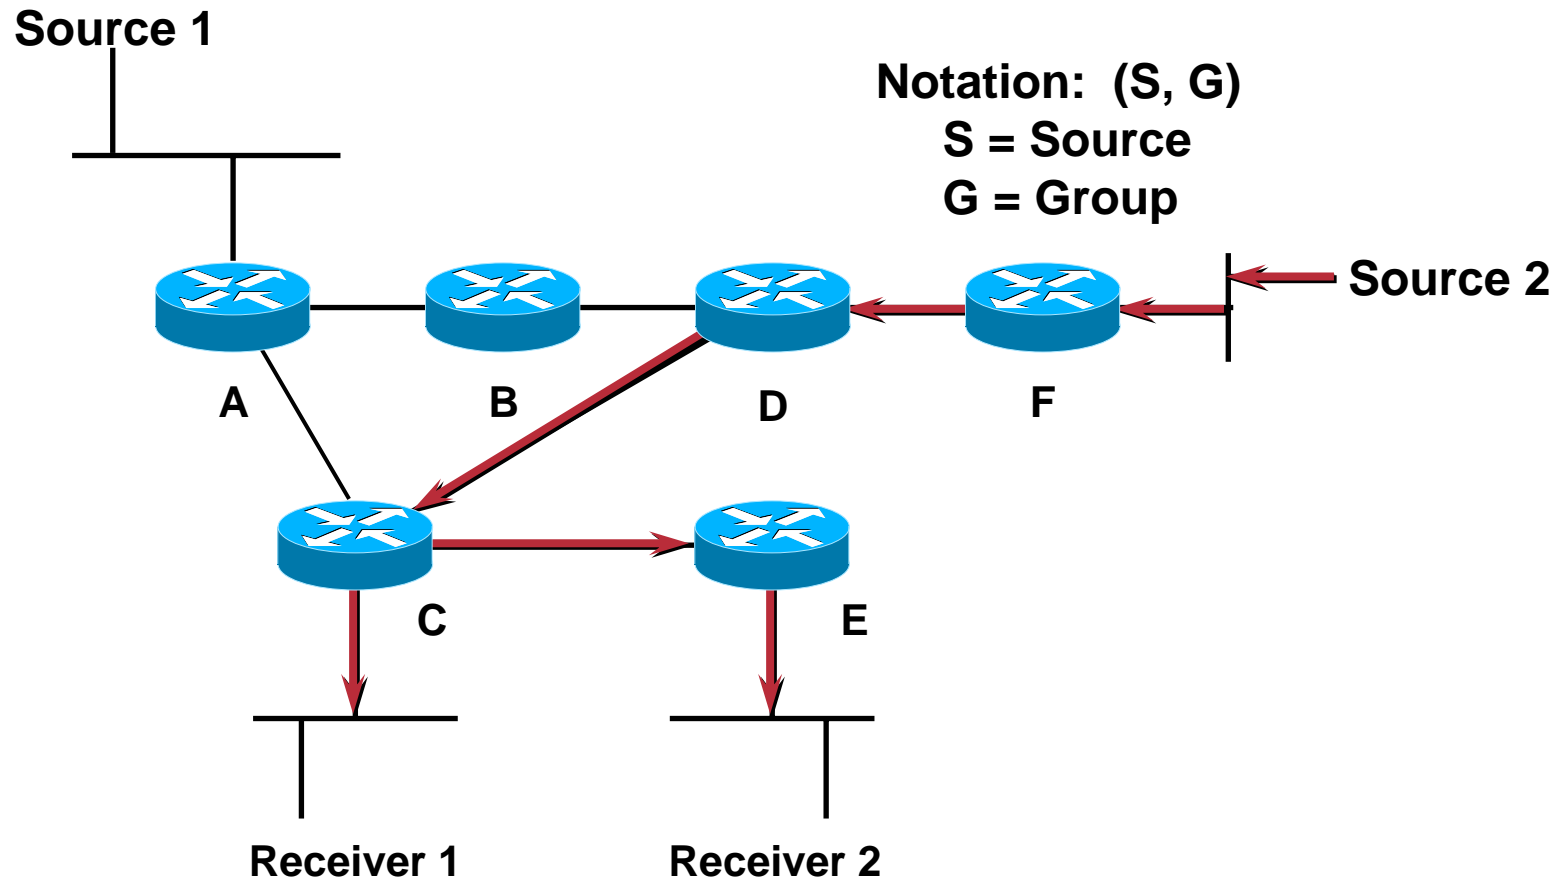 Source 1
Notation: (S, G)
S = Source
G = Group
Source 2
A
B
D
F
C
E
Receiver 1
Receiver 2